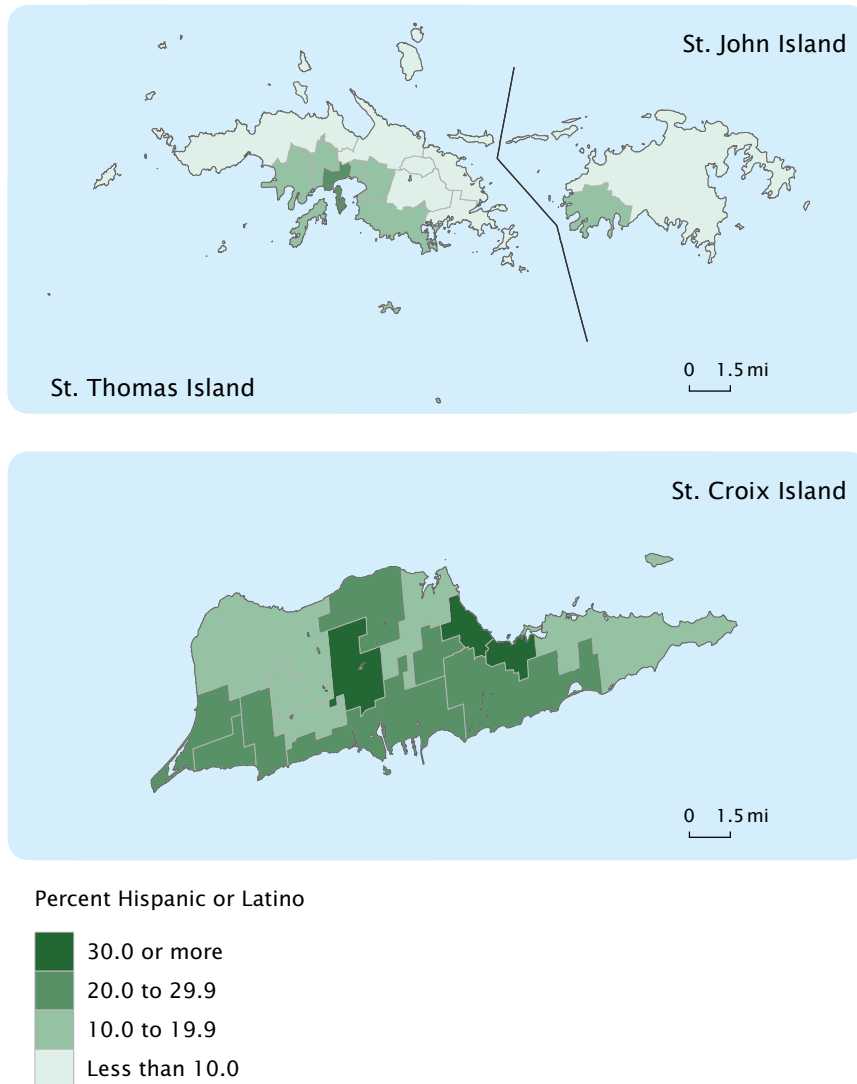 St. John Island
0 1.5 mi
St. Thomas Island
St. Croix Island
0 1.5 mi
Percent Hispanic or Latino
30.0 or more
20.0 to 29.9
10.0 to 19.9
Less than 10.0